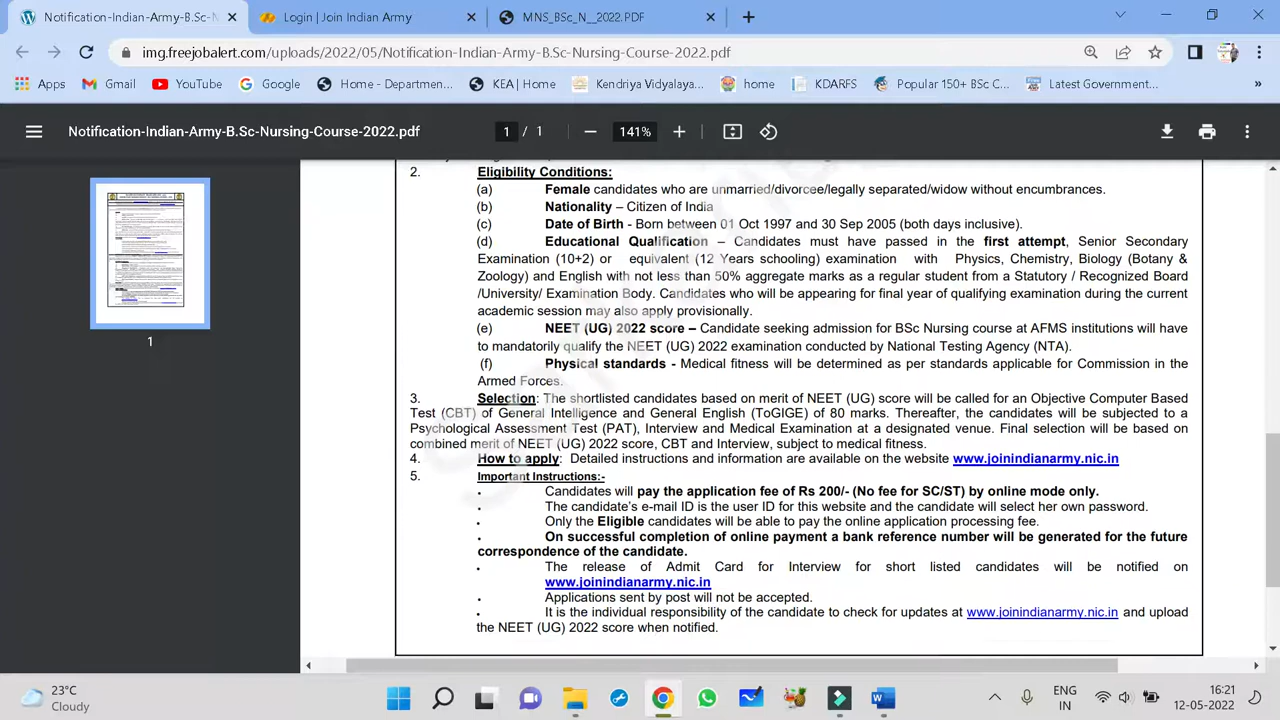 Notification-Indian-Army-B.Sc-N
Login | Join Indian Army
MNS_BSc_N__2022.PDF
img.freejobalert.com/uploads/2022/05/Notification-Indian-Army-B.Sc-Nursing-Course-2022.pdf
Apps Gmail YouTube Google Home - Departmen... KEA | Home Kendriya Vidyalaya... home KDARFS Popular 150+ BSc C... Latest Government... »
Notification-Indian-Army-B.Sc-Nursing-Course-2022.pdf 1 / 1 141%
2. Eligibility Conditions:
(a) Female candidates who are unmarried/divorcee/legally separated/widow without encumbrances.
(b) Nationality – Citizen of India
(c) Date of Birth - Born between 01 Oct 1997 and 30 Sep 2005 (both days inclusive).
(d) Educational Qualification – Candidates must have passed in the first attempt, Senior Secondary
Examination (10+2) or equivalent (12 Years schooling) examination with Physics, Chemistry, Biology (Botany &
Zoology) and English with not less than 50% aggregate marks as a regular student from a Statutory / Recognized Board
/University/ Examination Body. Candidates who will be appearing for final year of qualifying examination during the current
academic session may also apply provisionally.
(e) NEET (UG) 2022 score – Candidate seeking admission for BSc Nursing course at AFMS institutions will have
to mandatorily qualify the NEET (UG) 2022 examination conducted by National Testing Agency (NTA).
(f) Physical standards - Medical fitness will be determined as per standards applicable for Commission in the
Armed Forces.
3. Selection: The shortlisted candidates based on merit of NEET (UG) score will be called for an Objective Computer Based
Test (CBT) of General Intelligence and General English (ToGIGE) of 80 marks. Thereafter, the candidates will be subjected to a
Psychological Assessment Test (PAT), Interview and Medical Examination at a designated venue. Final selection will be based on
combined merit of NEET (UG) 2022 score, CBT and Interview, subject to medical fitness.
4. How to apply: Detailed instructions and information are available on the website www.joinindianarmy.nic.in
5. Important Instructions:-
• Candidates will pay the application fee of Rs 200/- (No fee for SC/ST) by online mode only.
• The candidate's e-mail ID is the user ID for this website and the candidate will select her own password.
• Only the Eligible candidates will be able to pay the online application processing fee.
• On successful completion of online payment a bank reference number will be generated for the future
correspondence of the candidate.
• The release of Admit Card for Interview for short listed candidates will be notified on
www.joinindianarmy.nic.in
• Applications sent by post will not be accepted.
• It is the individual responsibility of the candidate to check for updates at www.joinindianarmy.nic.in and upload
the NEET (UG) 2022 score when notified.
1
23°C
Cloudy
ENG
IN
16:21
12-05-2022